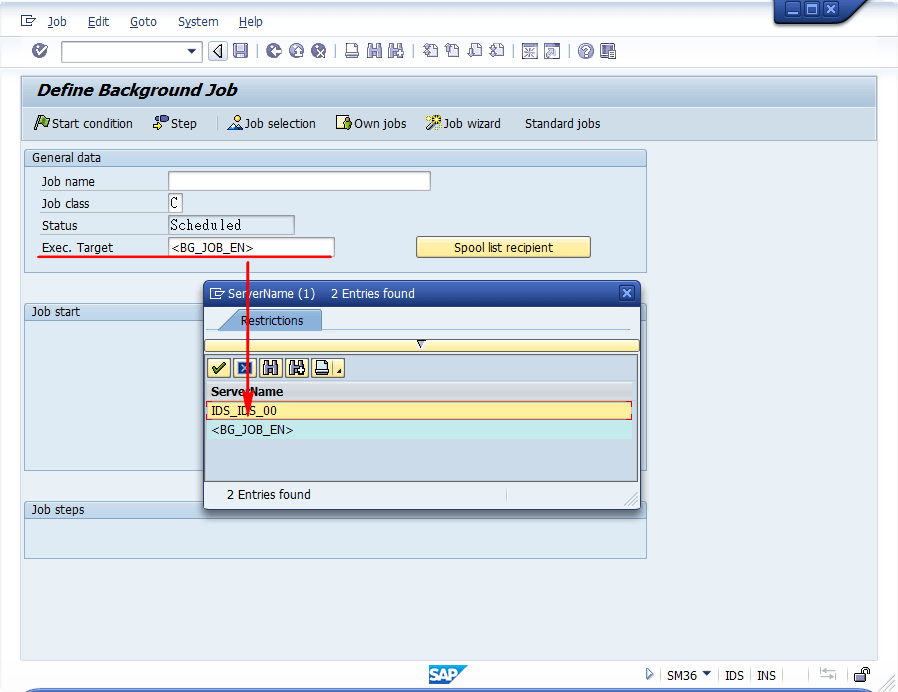 Job Edit Goto System Help
Define Background Job
Start condition Step Job selection Own jobs Job wizard Standard jobs
General data
Job name
Job class C
Status Scheduled
Exec. Target <BG_JOB_EN> Spool list recipient
ServerName (1) 2 Entries found
Job start
Restrictions
ServerName
IDS_IDS_00
<BG_JOB_EN>
2 Entries found
Job steps
SAP SM36 IDS INS